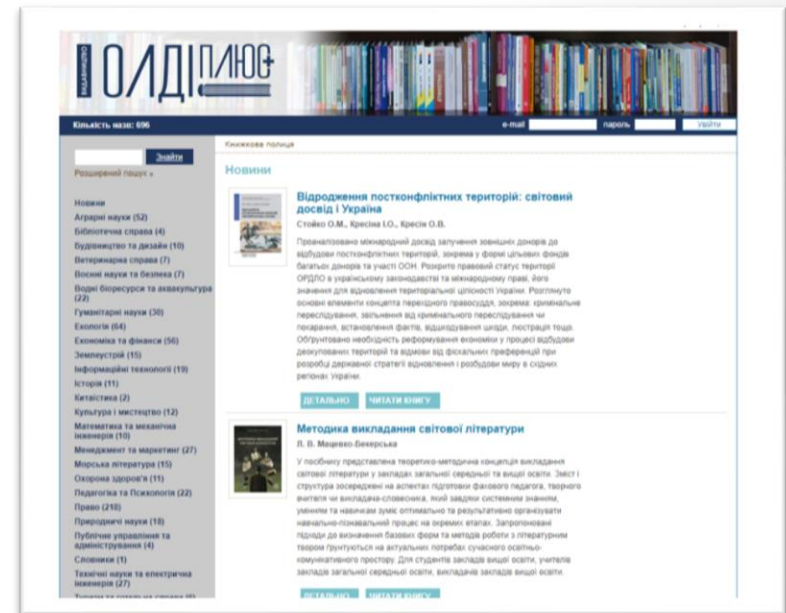 ВИДАВНИЦТВО
ОЛДІ ПЛЮС+
Кількість назв: 696
e-mail
пароль
Увійти
Знайти
Розширений пошук »
Книжкова полиця
Новини
Аграрні науки (52)
Бібліотечна справа (4)
Будівництво та дизайн (10)
Ветеринарна справа (7)
Воєнні науки та безпека (7)
Водні біоресурси та аквакультура
(22)
Гуманітарні науки (30)
Екологія (64)
Економіка та фінанси (56)
Землеустрій (15)
Інформаційні технології (19)
Історія (11)
Китаїстика (2)
Культура і мистецтво (12)
Математика та механічна
інженерія (10)
Менеджмент та маркетинг (27)
Морська література (15)
Охорона здоров'я (11)
Педагогіка та Психологія (22)
Право (218)
Природничі науки (18)
Публічне управління та
адміністрування (4)
Словники (1)
Технічні науки та електрична
інженерія (27)
Новини
Відродження постконфліктних територій: світовий
досвід і Україна
Стойко О.М., Кресіна І.О., Кресін О.В.
Проаналізовано міжнародний досвід залучення зовнішніх донорів до
відбудови постконфліктних територій, зокрема у формі цільових фондів
багатьох донорів та участі ООН. Розкрито правовий статус території
ОРДЛО в українському законодавстві та міжнародному праві, його
значення для відновлення територіальної цілісності України. Розглянуто
основні елементи концепта перехідного правосуддя, зокрема: кримінальне
переслідування, звільнення від кримінального переслідування чи
покарання, встановлення фактів, відшкодування шкоди, люстрація тощо.
Обґрунтовано необхідність реформування економіки у процесі відбудови
деокупованих територій та відмови від фіскальних преференцій при
розробці державної стратегії відновлення і розбудови миру в східних
регіонах України.
ДЕТАЛЬНО
ЧИТАТИ КНИГУ
Методика викладання світової літератури
Л. В. Мацевко-Бекерська
У посібнику представлена теоретико-методична концепція викладання
світової літератури у закладах загальної середньої та вищої освіти. Зміст і
структура зосереджені на аспектах підготовки фахового педагога, творчого
вчителя чи викладача-словесника, який завдяки системним знанням,
умінням та навичкам зуміє оптимально та результативно організувати
навчально-пізнавальний процес на окремих етапах. Запропоновані
підходи до визначення базових форм та методів роботи з літературним
твором ґрунтуються на актуальних потребах сучасного освітньо-
комунікативного простору. Для студентів закладів вищої освіти, учителів
закладів загальної середньої освіти, викладачів закладів вищої освіти.
ДЕТАЛЬНО
ЧИТАТИ КНИГУ